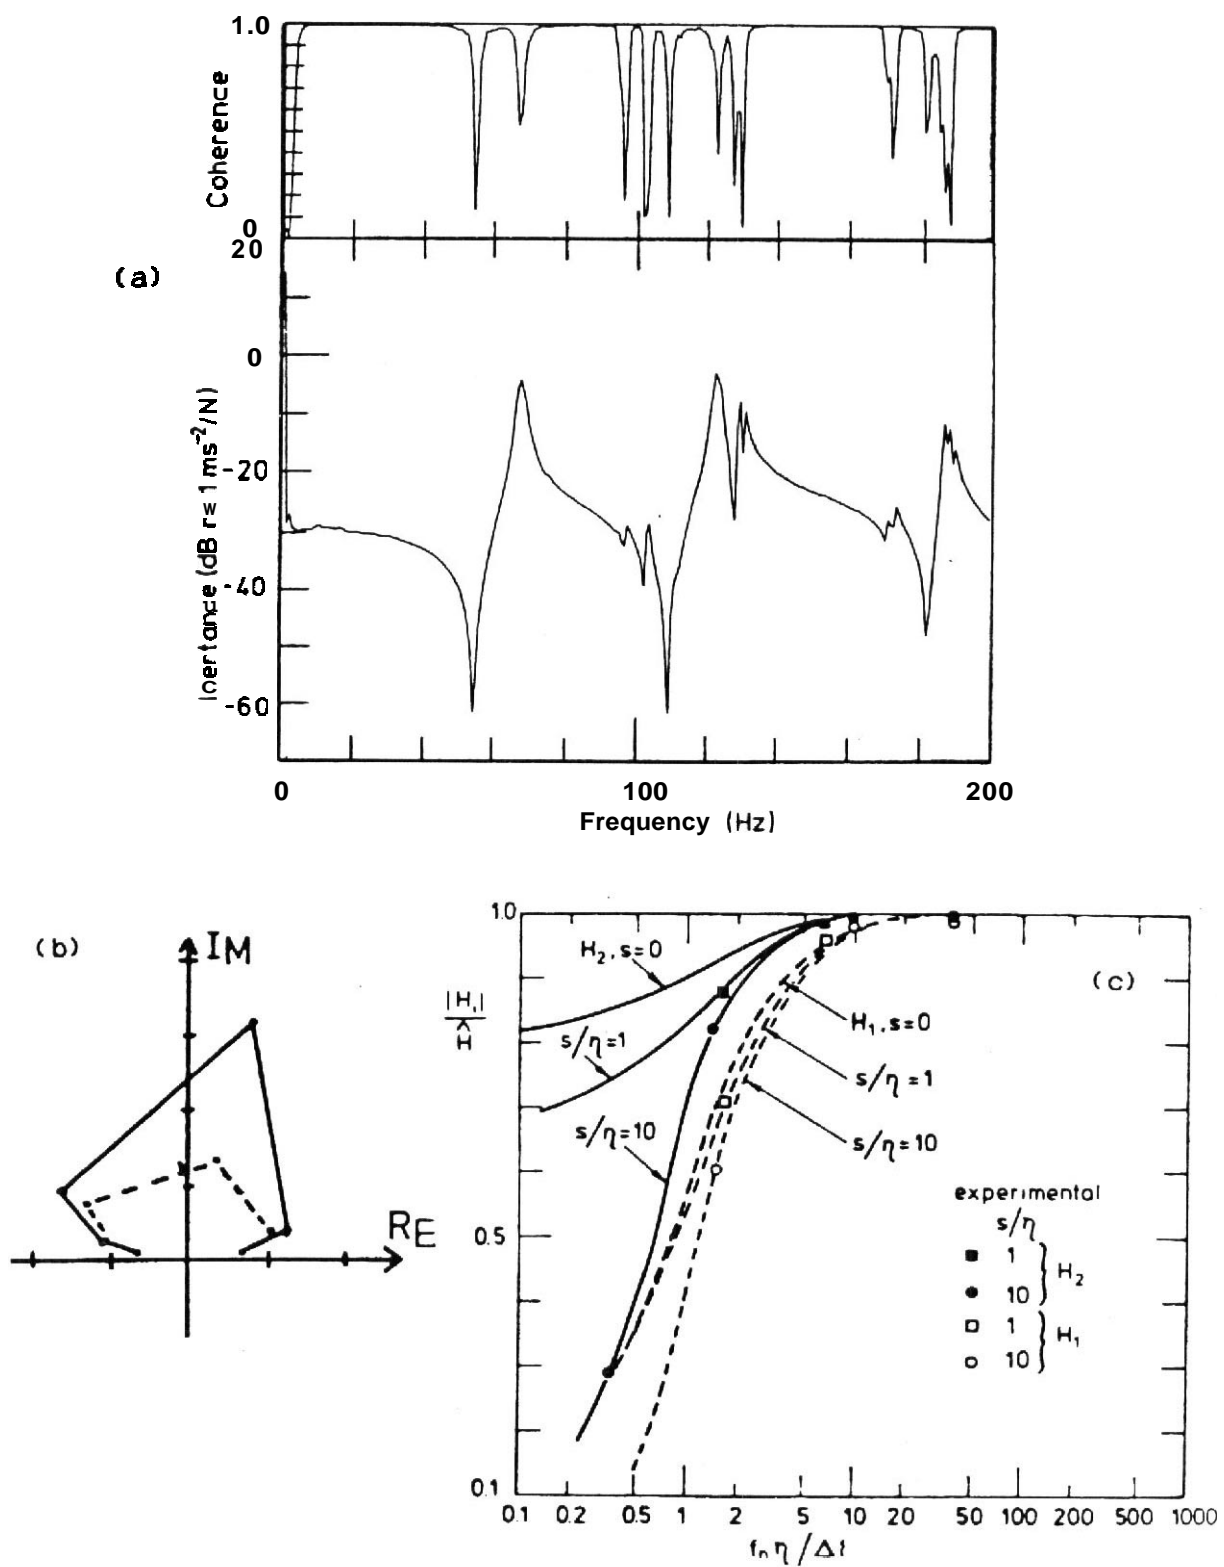 1.0
Coherence
0
20
(a)
0
-20
-40
-60
Inertance (dB re 1 ms⁻²/N)
0 100 200
Frequency (Hz)
(b)
IM
RE
1.0
|H₁|
Ĥ
0.5
0.1
H₂, s=0
s/η=1
s/η=10
(c)
H₁, s=0
s/η=1
s/η=10
experimental
s/η
1
10
H₂
1
10
H₁
0.1 0.2 0.5 1 2 5 10 20 50 100 200 500 1000
fₙ η / Δf